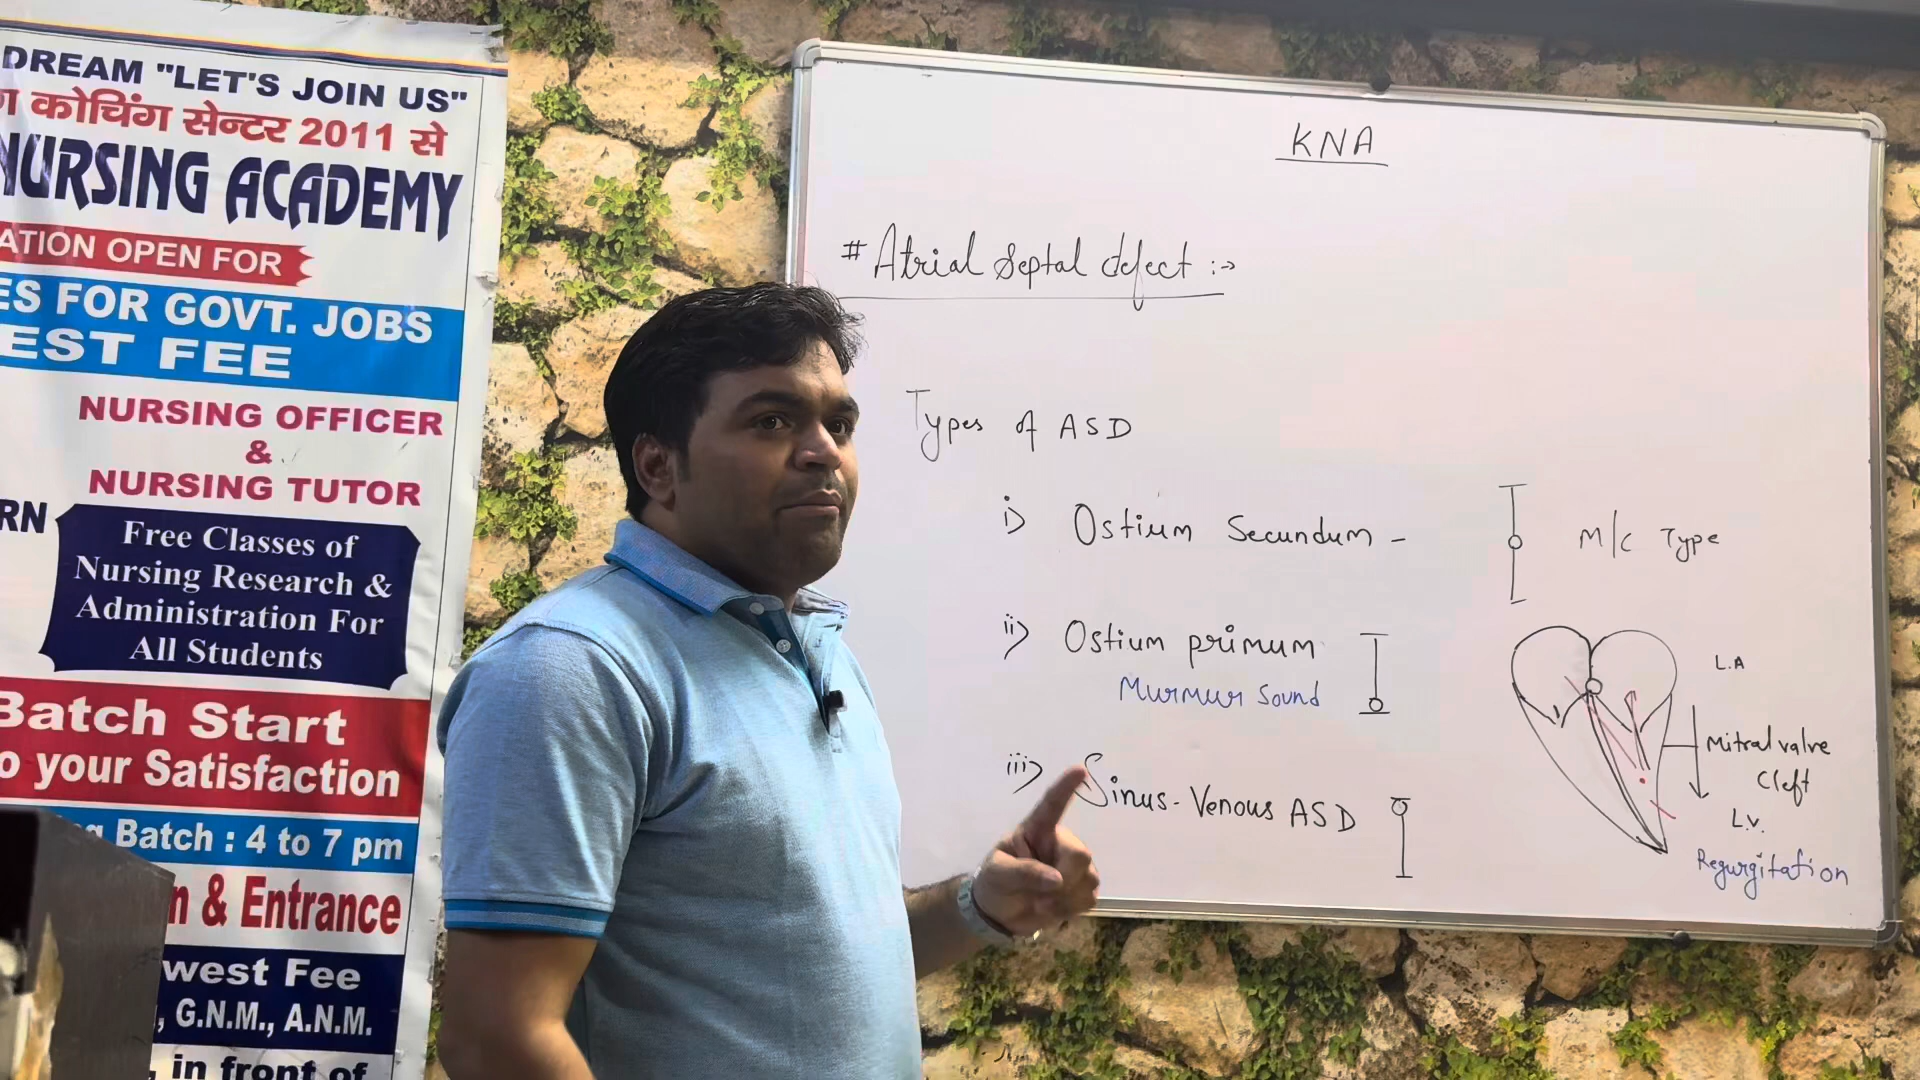 DREAM "LET'S JOIN US"
कोचिंग सेन्टर 2011 से
NURSING ACADEMY
ATION OPEN FOR
ES FOR GOVT. JOBS
EST FEE
NURSING OFFICER
&
NURSING TUTOR
RN
Free Classes of
Nursing Research &
Administration For
All Students
Batch Start
o your Satisfaction
Batch : 4 to 7 pm
n & Entrance
west Fee
, G.N.M., A.N.M.
, in front of
KNA
# Atrial Septal defect :->
Types of ASD
i) Ostium Secundum - M/C Type
ii) Ostium primum
Murmur Sound
iii) Sinus-Venous ASD
L.A
Mitral valve
Cleft
L.V.
Regurgitation